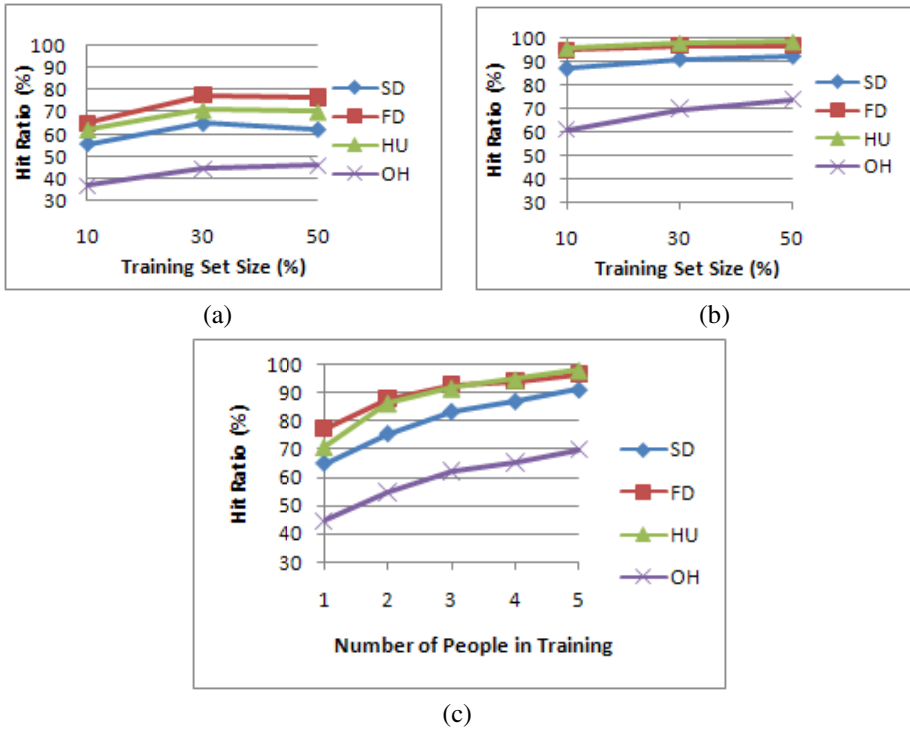 100
90
80
70
60
50
40
30
Hit Ratio (%)
10 30 50
Training Set Size (%)
SD
FD
HU
OH
(a)
100
90
80
70
60
50
40
30
Hit Ratio (%)
10 30 50
Training Set Size (%)
SD
FD
HU
OH
(b)
100
90
80
70
60
50
40
30
Hit Ratio (%)
1 2 3 4 5
Number of People in Training
SD
FD
HU
OH
(c)